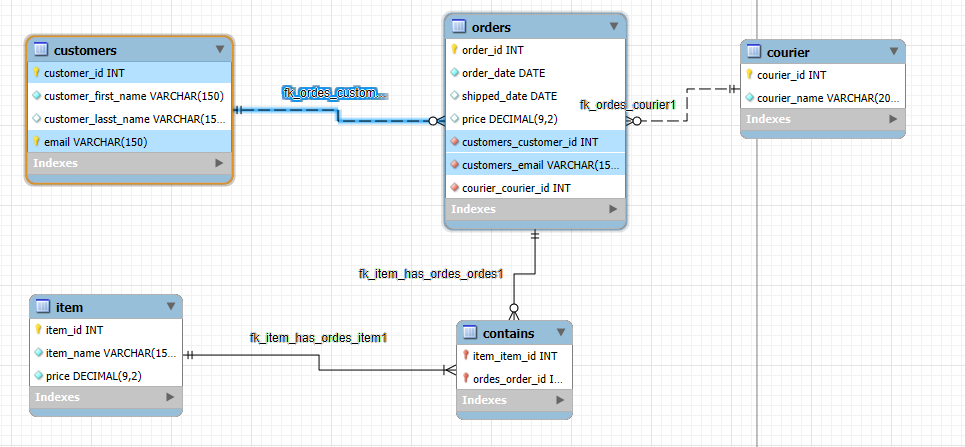 customers
customer_id INT
customer_first_name VARCHAR(150)
customer_lasst_name VARCHAR(15...
email VARCHAR(150)
Indexes
fk_ordes_custom...
orders
order_id INT
order_date DATE
shipped_date DATE
price DECIMAL(9,2)
customers_customer_id INT
customers_email VARCHAR(15...
courier_courier_id INT
Indexes
fk_ordes_courier1
courier
courier_id INT
courier_name VARCHAR(20...
Indexes
fk_item_has_ordes_ordes1
item
item_id INT
item_name VARCHAR(15...
price DECIMAL(9,2)
Indexes
fk_item_has_ordes_item1
contains
item_item_id INT
ordes_order_id I...
Indexes